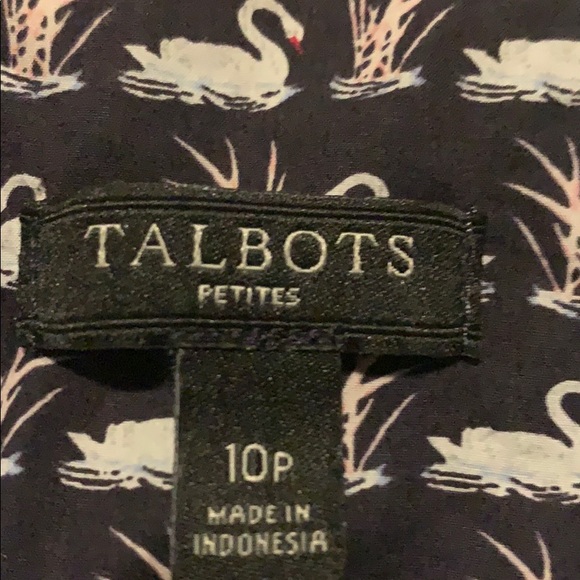 TALBOTS
PETITES
10P
MADE IN
INDONESIA